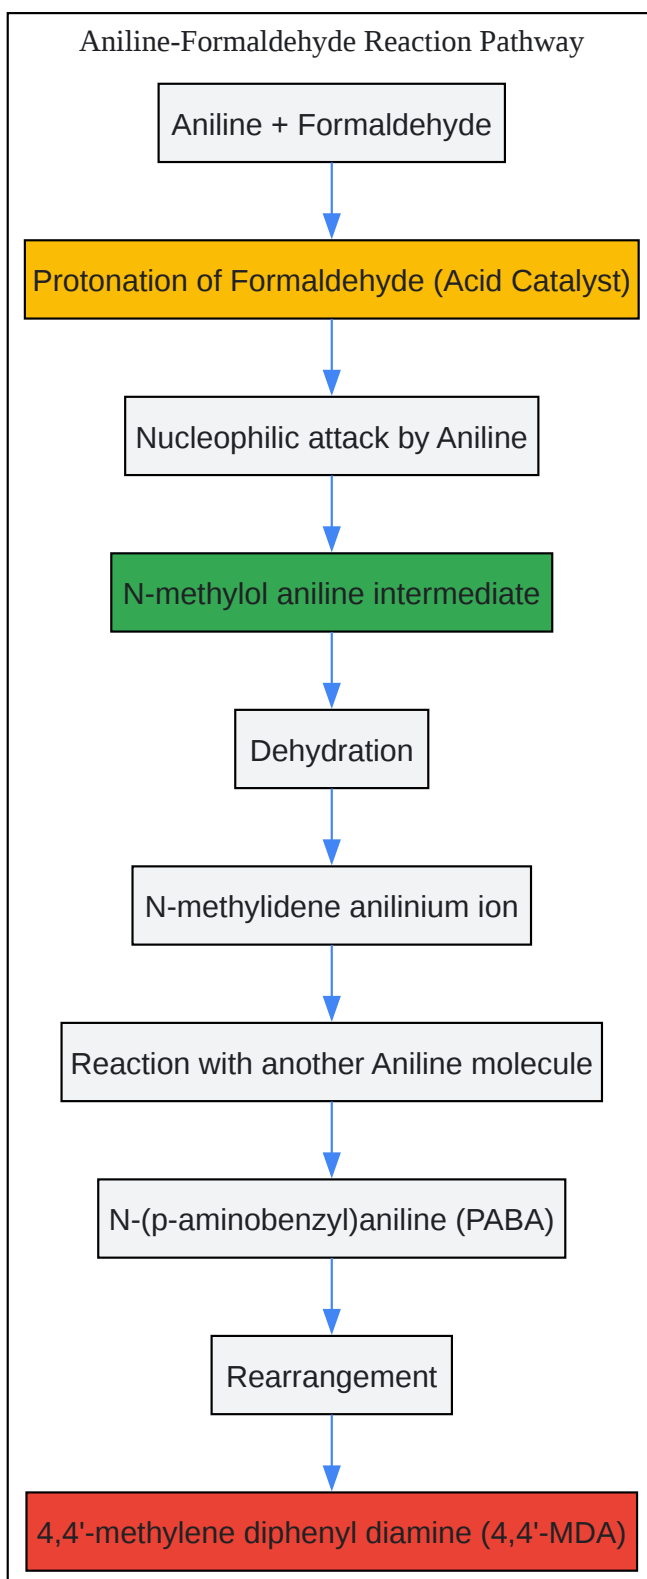 Aniline-Formaldehyde Reaction Pathway
Aniline + Formaldehyde
Protonation of Formaldehyde (Acid Catalyst)
Nucleophilic attack by Aniline
N-methylol aniline intermediate
Dehydration
N-methylidene anilinium ion
Reaction with another Aniline molecule
N-(p-aminobenzyl)aniline (PABA)
Rearrangement
4,4'-methylene diphenyl diamine (4,4'-MDA)